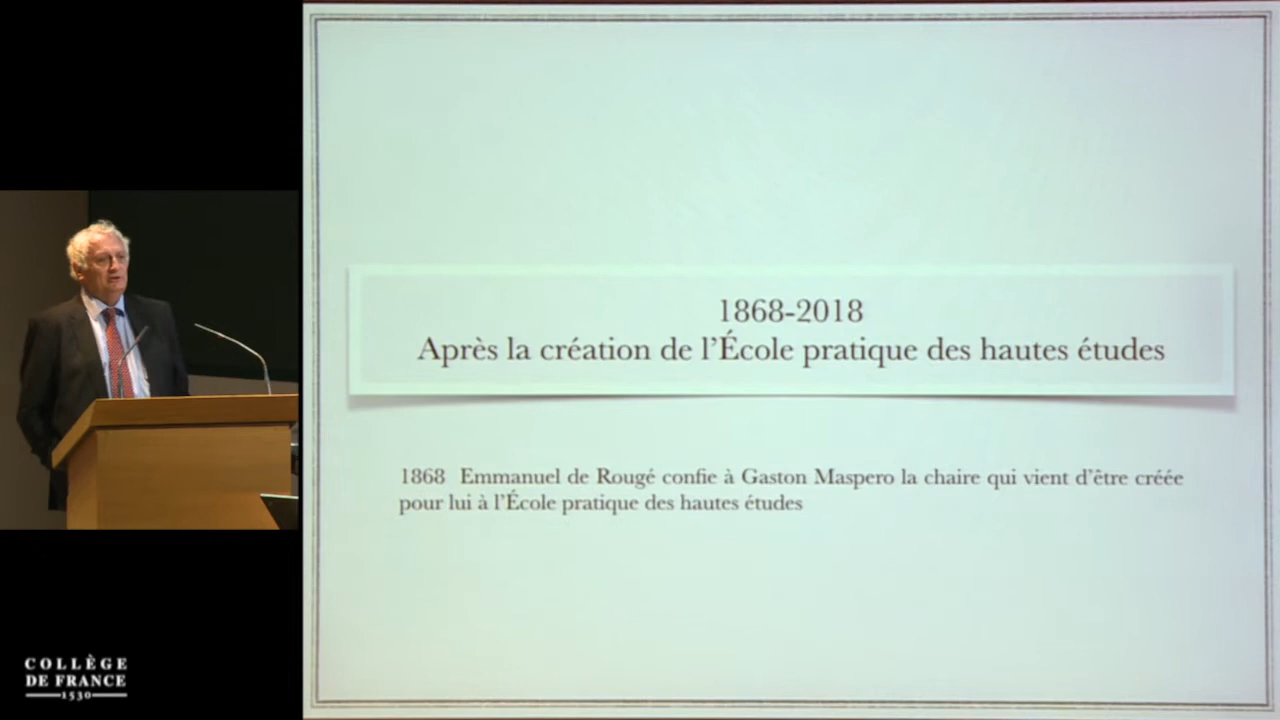 1868-2018
Après la création de l'École pratique des hautes études
1868 Emmanuel de Rougé confie à Gaston Maspero la chaire qui vient d'être créée
pour lui à l'École pratique des hautes études
COLLÈGE
DE FRANCE
1530